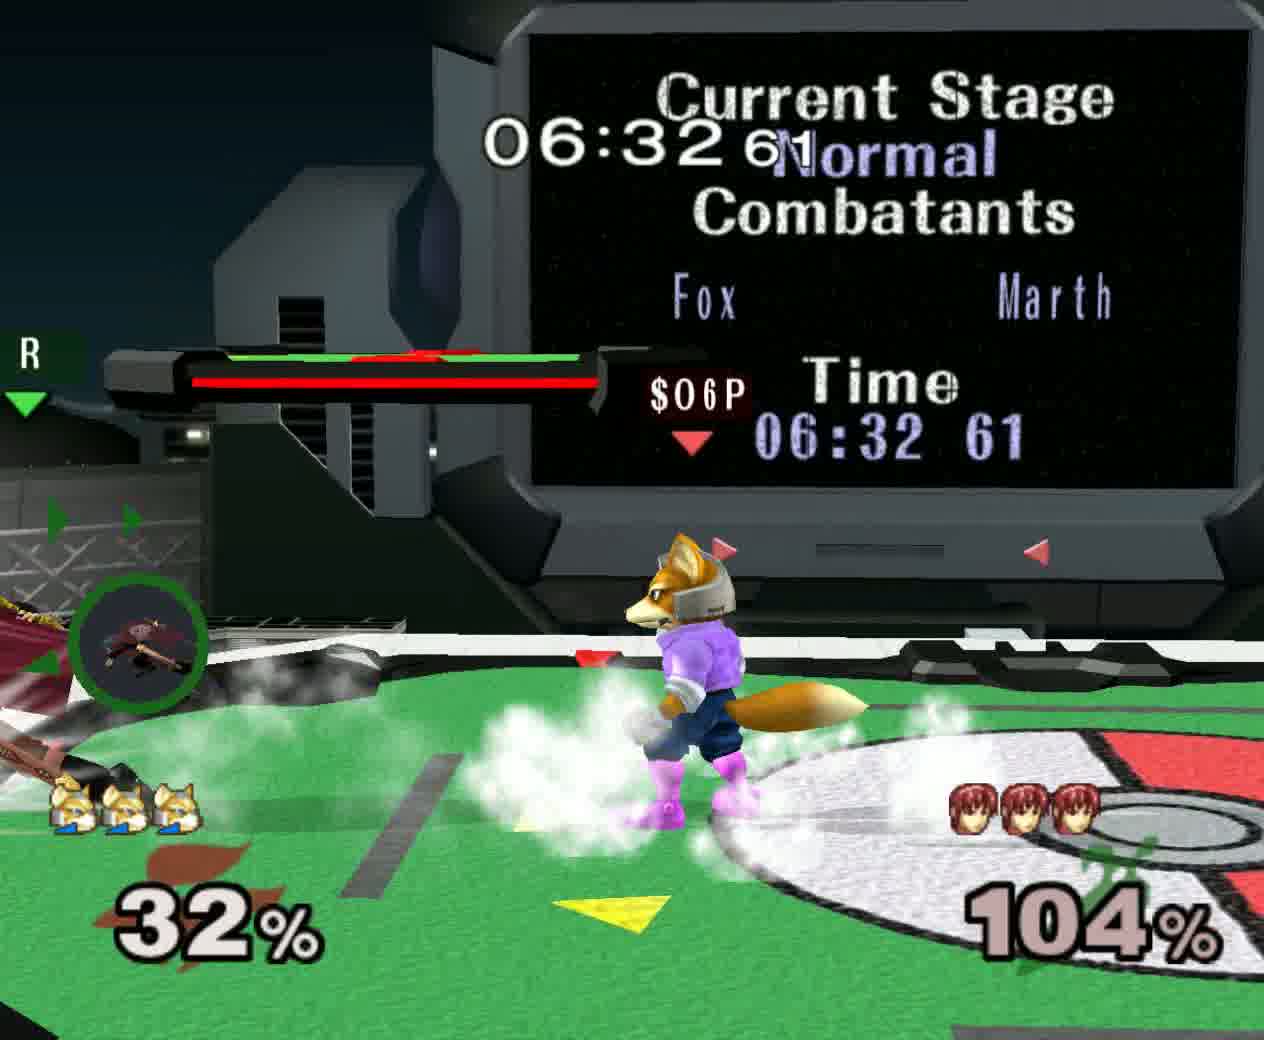 Current Stage
06:32 61
Normal
Combatants
Fox Marth
R
Time
$06P
06:32 61
32%
104%